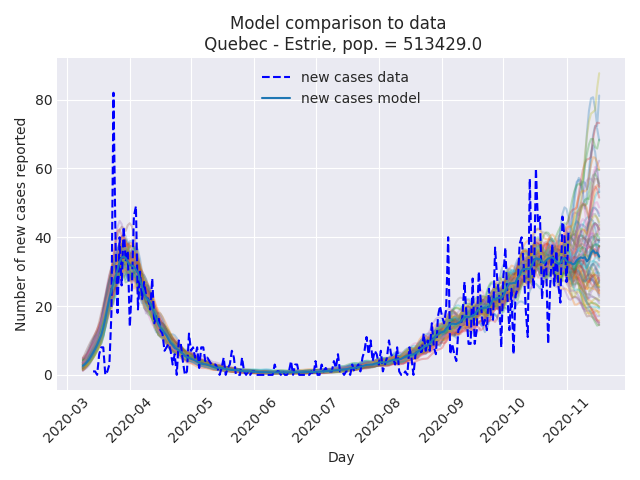 Model comparison to data
Quebec - Estrie, pop. = 513429.0
new cases data
new cases model
Number of new cases reported
80
60
40
20
0
2020-03
2020-04
2020-05
2020-06
2020-07
2020-08
2020-09
2020-10
2020-11
Day